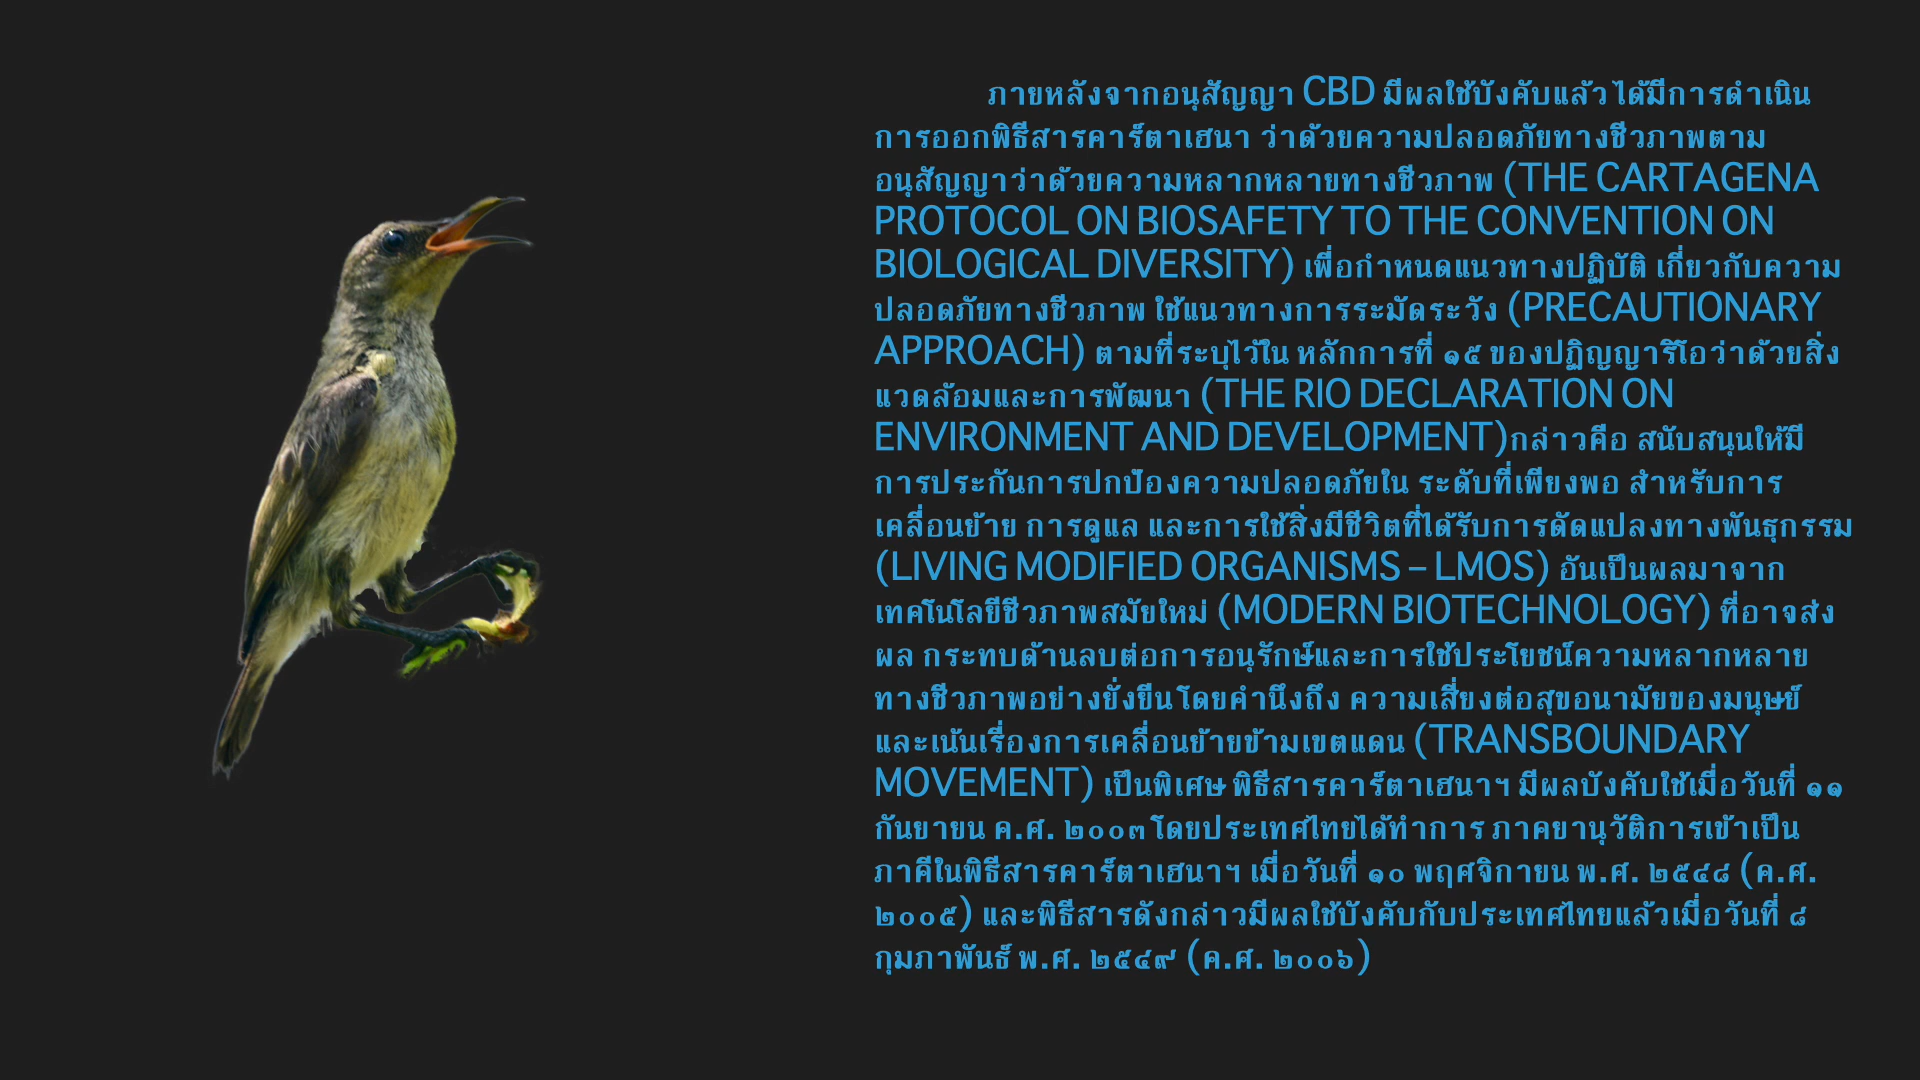 ภายหลังจากอนุสัญญา CBD มีผลใช้บังคับแล้ว ได้มีการดำเนิน
การออกพิธีสารคาร์ตาเฮนา ว่าด้วยความปลอดภัยทางชีวภาพตาม
อนุสัญญาว่าด้วยความหลากหลายทางชีวภาพ (THE CARTAGENA
PROTOCOL ON BIOSAFETY TO THE CONVENTION ON
BIOLOGICAL DIVERSITY) เพื่อกำหนดแนวทางปฏิบัติ เกี่ยวกับความ
ปลอดภัยทางชีวภาพ ใช้แนวทางการระมัดระวัง (PRECAUTIONARY
APPROACH) ตามที่ระบุไว้ใน หลักการที่ ๑๕ ของปฏิญญาริโอว่าด้วยสิ่ง
แวดล้อมและการพัฒนา (THE RIO DECLARATION ON
ENVIRONMENT AND DEVELOPMENT)กล่าวคือ สนับสนุนให้มี
การประกันการปกป้องความปลอดภัยใน ระดับที่เพียงพอ สำหรับการ
เคลื่อนย้าย การดูแล และการใช้สิ่งมีชีวิตที่ได้รับการดัดแปลงทางพันธุกรรม
(LIVING MODIFIED ORGANISMS – LMOS) อันเป็นผลมาจาก
เทคโนโลยีชีวภาพสมัยใหม่ (MODERN BIOTECHNOLOGY) ที่อาจส่ง
ผล กระทบด้านลบต่อการอนุรักษ์และการใช้ประโยชน์ความหลากหลาย
ทางชีวภาพอย่างยั่งยืน โดยคำนึงถึง ความเสี่ยงต่อสุขอนามัยของมนุษย์
และเน้นเรื่องการเคลื่อนย้ายข้ามเขตแดน (TRANSBOUNDARY
MOVEMENT) เป็นพิเศษ พิธีสารคาร์ตาเฮนาฯ มีผลบังคับใช้เมื่อวันที่ ๑๑
กันยายน ค.ศ. ๒๐๐๓ โดยประเทศไทยได้ทำการ ภาคยานุวัติการเข้าเป็น
ภาคีในพิธีสารคาร์ตาเฮนาฯ เมื่อวันที่ ๑๐ พฤศจิกายน พ.ศ. ๒๕๔๘ (ค.ศ.
๒๐๐๕) และพิธีสารดังกล่าวมีผลใช้บังคับกับประเทศไทยแล้วเมื่อวันที่ ๘
กุมภาพันธ์ พ.ศ. ๒๕๔๙ (ค.ศ. ๒๐๐๖)